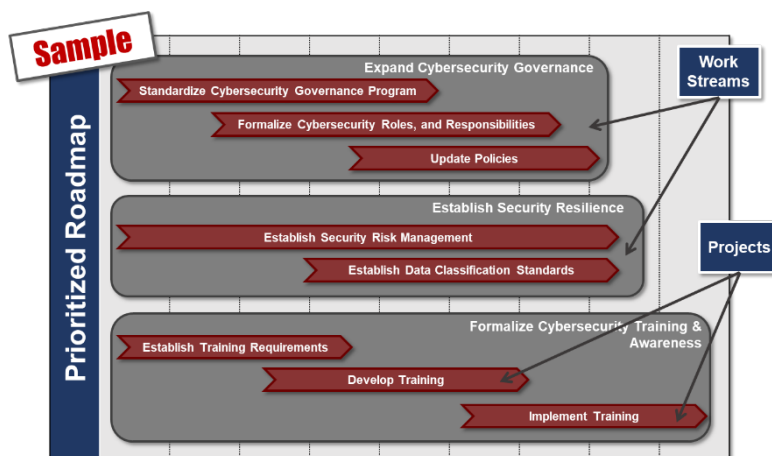 Sample
Prioritized Roadmap
Expand Cybersecurity Governance
Standardize Cybersecurity Governance Program
Formalize Cybersecurity Roles, and Responsibilities
Update Policies
Work
Streams
Establish Security Resilience
Establish Security Risk Management
Establish Data Classification Standards
Projects
Formalize Cybersecurity Training &
Awareness
Establish Training Requirements
Develop Training
Implement Training